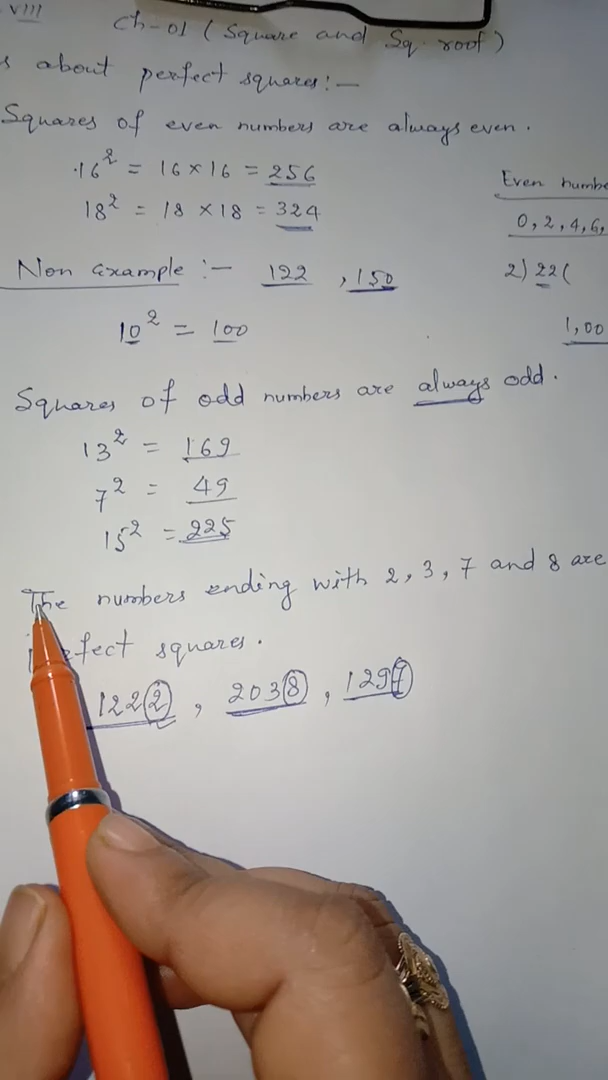 VIII
Ch-01 (Square and Sq. roof)
s about perfect squares:—
Squares of even numbers are always even.
16² = 16×16 = 256
18² = 18 ×18 = 324
Even numbe
0,2,4,6,
2) 22(
Non example :— 122 , 150
1,00
10² = 100
Squares of odd numbers are always odd.
13² = 169
7² = 49
15² = 225
The numbers ending with 2, 3, 7 and 8 are
squares.
1222 , 2038 , 1297